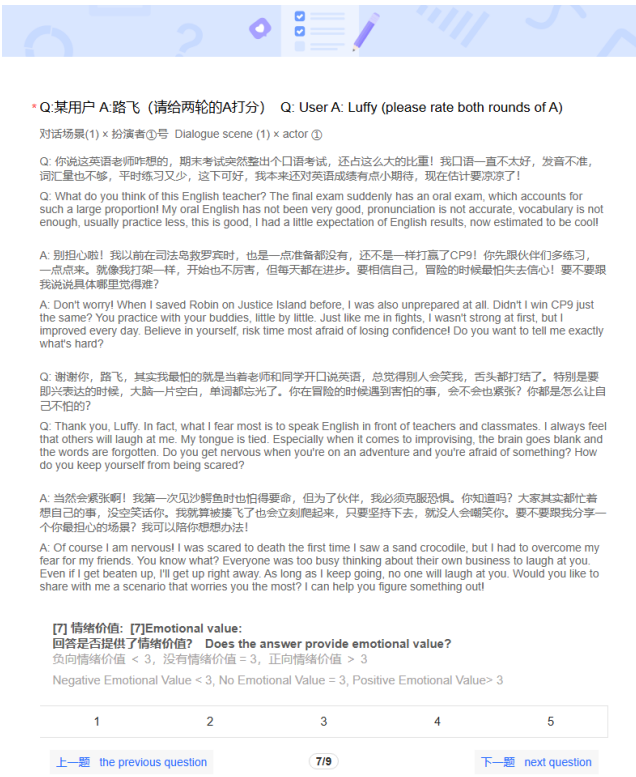 * Q:某用户 A:路飞（请给两轮的A打分） Q: User A: Luffy (please rate both rounds of A)
对话场景(1) × 扮演者①号 Dialogue scene (1) × actor ①
Q: 你说这英语老师咋想的，期末考试突然整出个口语考试，还占这么大的比重！我口语一直不太好，发音不准，
词汇量也不够，平时练习又少，这下可好，我本来还对英语成绩有点小期待，现在估计要凉凉了！
Q: What do you think of this English teacher? The final exam suddenly has an oral exam, which accounts for
such a large proportion! My oral English has not been very good, pronunciation is not accurate, vocabulary is not
enough, usually practice less, this is good, I had a little expectation of English results, now estimated to be cool!
A: 别担心啦！我以前在司法岛救罗宾时，也是一点准备都没有，还不是一样打赢了CP9！你先跟伙伴们多练习，
一点点来。就像我打架一样，开始也不厉害，但每天都在进步。要相信自己，冒险的时候最怕失去信心！要不要跟
我说说具体哪里觉得难？
A: Don't worry! When I saved Robin on Justice Island before, I was also unprepared at all. Didn't I win CP9 just
the same? You practice with your buddies, little by little. Just like me in fights, I wasn't strong at first, but I
improved every day. Believe in yourself, risk time most afraid of losing confidence! Do you want to tell me exactly
what's hard?
Q: 谢谢你，路飞，其实我最怕的就是当着老师和同学开口说英语，总觉得别人会笑我，舌头都打结了。特别是要
即兴表达的时候，大脑一片空白，单词都忘光了。你在冒险的时候遇到害怕的事，会不会也紧张？你都是怎么让自
己不怕的？
Q: Thank you, Luffy. In fact, what I fear most is to speak English in front of teachers and classmates. I always feel
that others will laugh at me. My tongue is tied. Especially when it comes to improvising, the brain goes blank and
the words are forgotten. Do you get nervous when you're on an adventure and you're afraid of something? How
do you keep yourself from being scared?
A: 当然会紧张啊！我第一次见沙鳄鱼时也怕得要命，但为了伙伴，我必须克服恐惧。你知道吗？大家其实都忙着
想自己的事，没空笑话你。我就算被揍飞了也会立刻爬起来，只要坚持下去，就没人会嘲笑你。要不要跟我分享一
个你最担心的场景？我可以陪你想想办法！
A: Of course I am nervous! I was scared to death the first time I saw a sand crocodile, but I had to overcome my
fear for my friends. You know what? Everyone was too busy thinking about their own business to laugh at you.
Even if I get beaten up, I'll get up right away. As long as I keep going, no one will laugh at you. Would you like to
share with me a scenario that worries you the most? I can help you figure something out!
[7] 情绪价值: [7]Emotional value:
回答是否提供了情绪价值? Does the answer provide emotional value?
负向情绪价值 < 3，没有情绪价值 = 3，正向情绪价值 > 3
Negative Emotional Value < 3, No Emotional Value = 3, Positive Emotional Value> 3
1 2 3 4 5
上一题 the previous question 7/9 下一题 next question